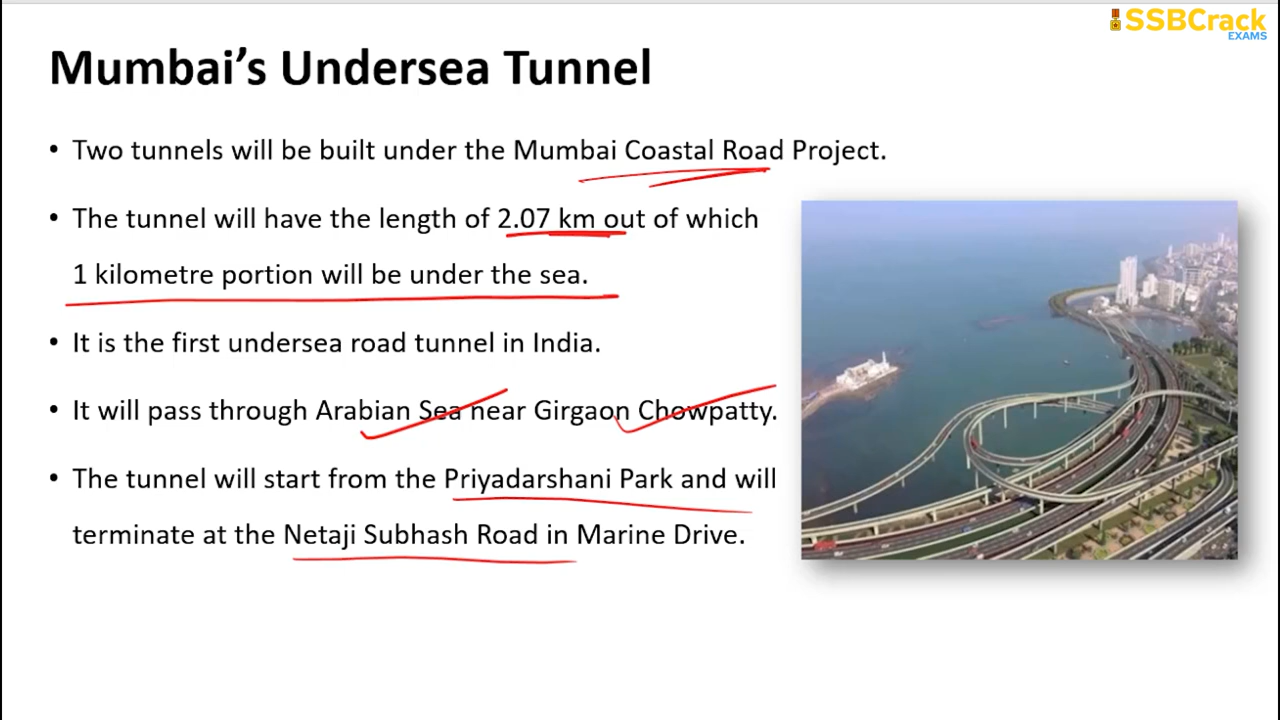 SSBCrack
EXAMS
Mumbai’s Undersea Tunnel
• Two tunnels will be built under the Mumbai Coastal Road Project.
• The tunnel will have the length of 2.07 km out of which
1 kilometre portion will be under the sea.
• It is the first undersea road tunnel in India.
• It will pass through Arabian Sea near Girgaon Chowpatty.
• The tunnel will start from the Priyadarshani Park and will
terminate at the Netaji Subhash Road in Marine Drive.